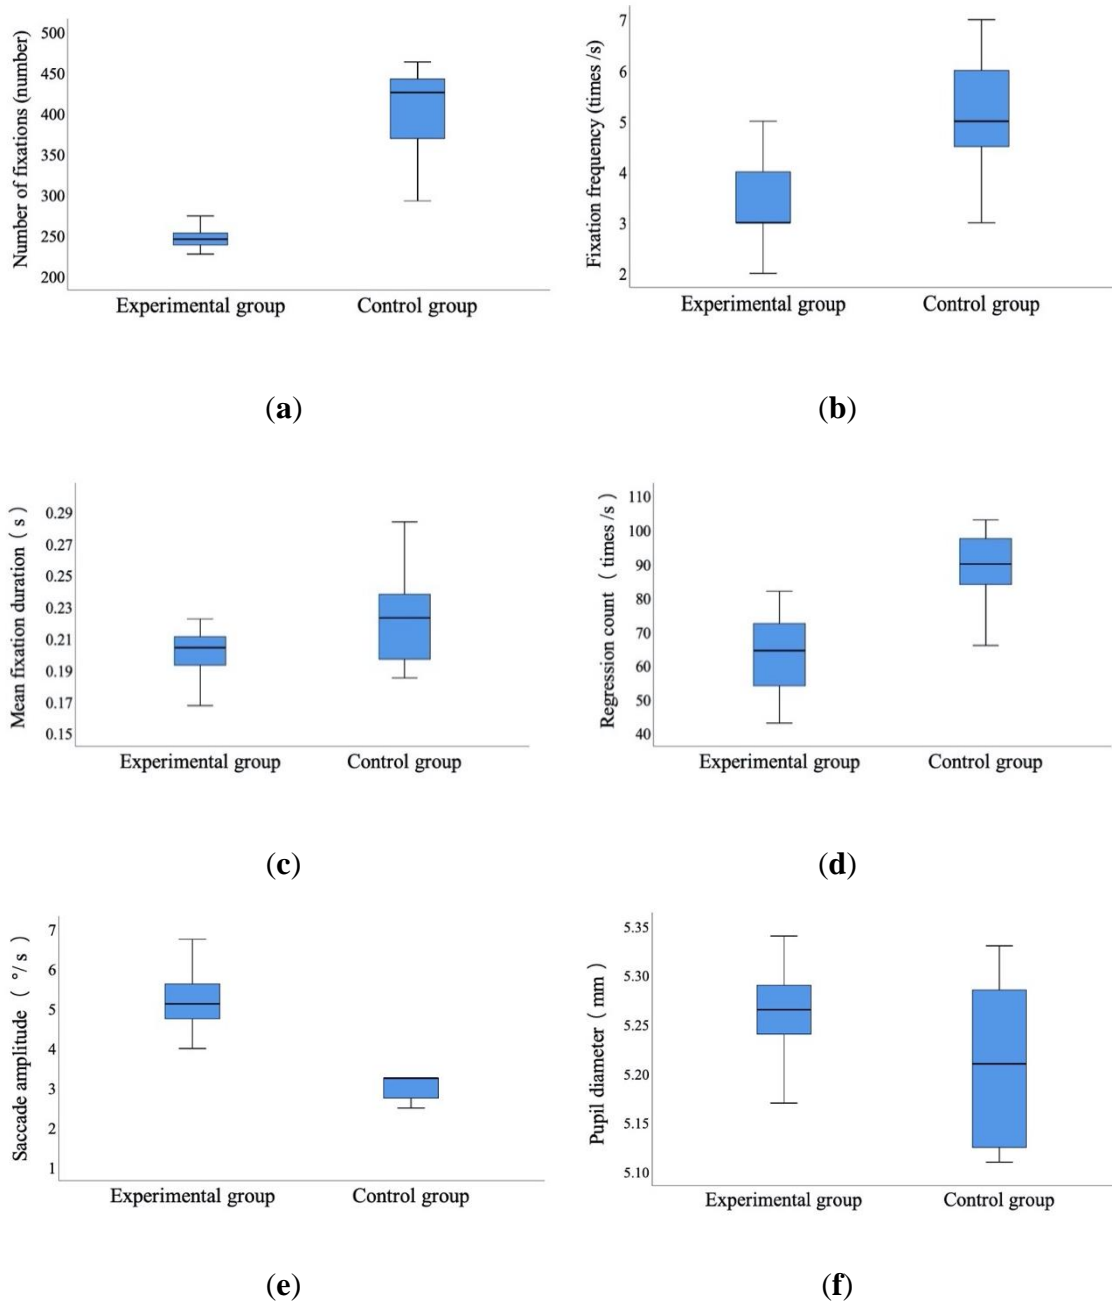 Number of fixations (number)
500
450
400
350
300
250
200
Experimental group
Control group
(a)
Fixation frequency (times /s)
7
6
5
4
3
2
Experimental group
Control group
(b)
Mean fixation duration ( s )
0.29
0.27
0.25
0.23
0.21
0.19
0.17
0.15
Experimental group
Control group
(c)
Regression count ( times /s )
110
100
90
80
70
60
50
40
Experimental group
Control group
(d)
Saccade amplitude ( °/ s )
7
6
5
4
3
2
1
Experimental group
Control group
(e)
Pupil diameter ( mm )
5.35
5.30
5.25
5.20
5.15
5.10
Experimental group
Control group
(f)